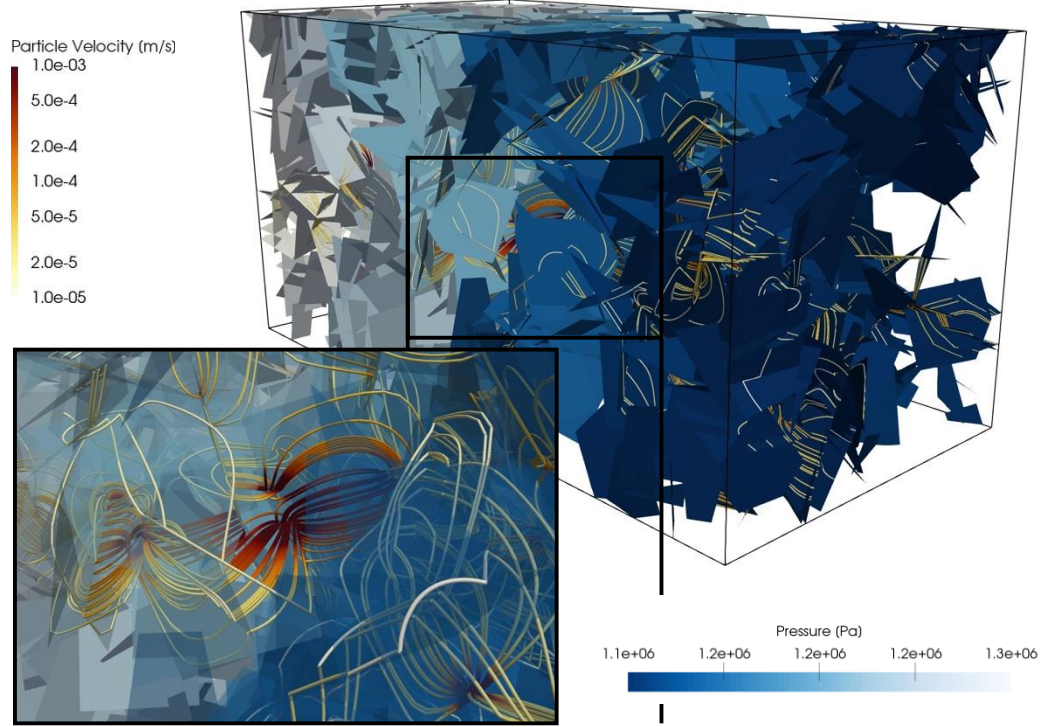 Particle Velocity (m/s)
1.0e-03
5.0e-4
2.0e-4
1.0e-4
5.0e-5
2.0e-5
1.0e-05
Pressure (Pa)
1.1e+06 1.2e+06 1.2e+06 1.2e+06 1.3e+06